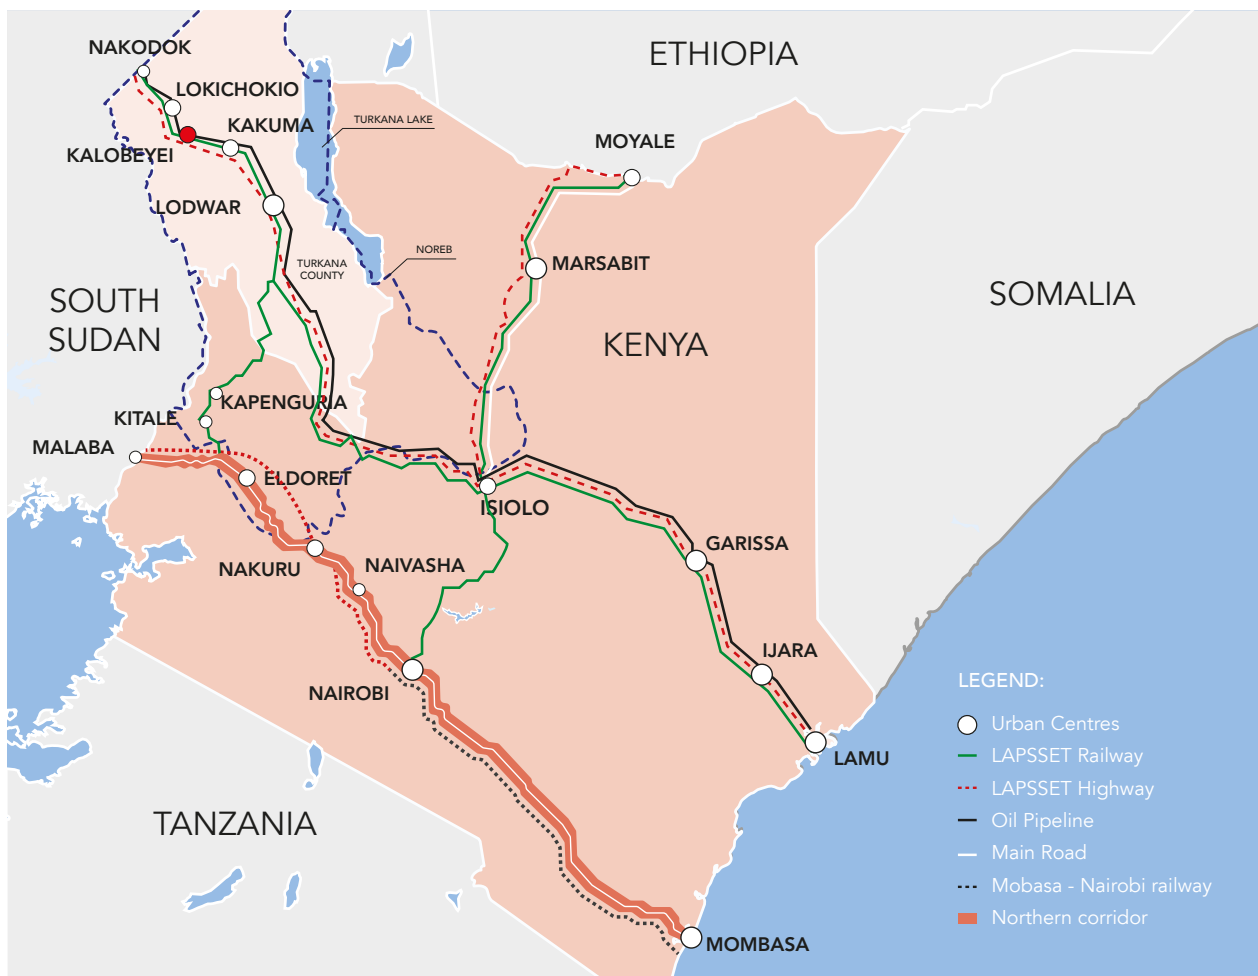 NAKODOK
ETHIOPIA
LOKICHOKIO
TURKANA LAKE
KAKUMA
MOYALE
KALOBEYEI
LODWAR
NOREB
TURKANA
COUNTY
MARSABIT
SOUTH
SUDAN
SOMALIA
KENYA
KAPENGURIA
KITALE
MALABA
ELDORET
ISIOLO
GARISSA
NAKURU
NAIVASHA
IJARA
NAIROBI
LAMU
TANZANIA
MOMBASA
LEGEND:
Urban Centres
LAPSSET Railway
LAPSSET Highway
Oil Pipeline
Main Road
Mobasa - Nairobi railway
Northern corridor